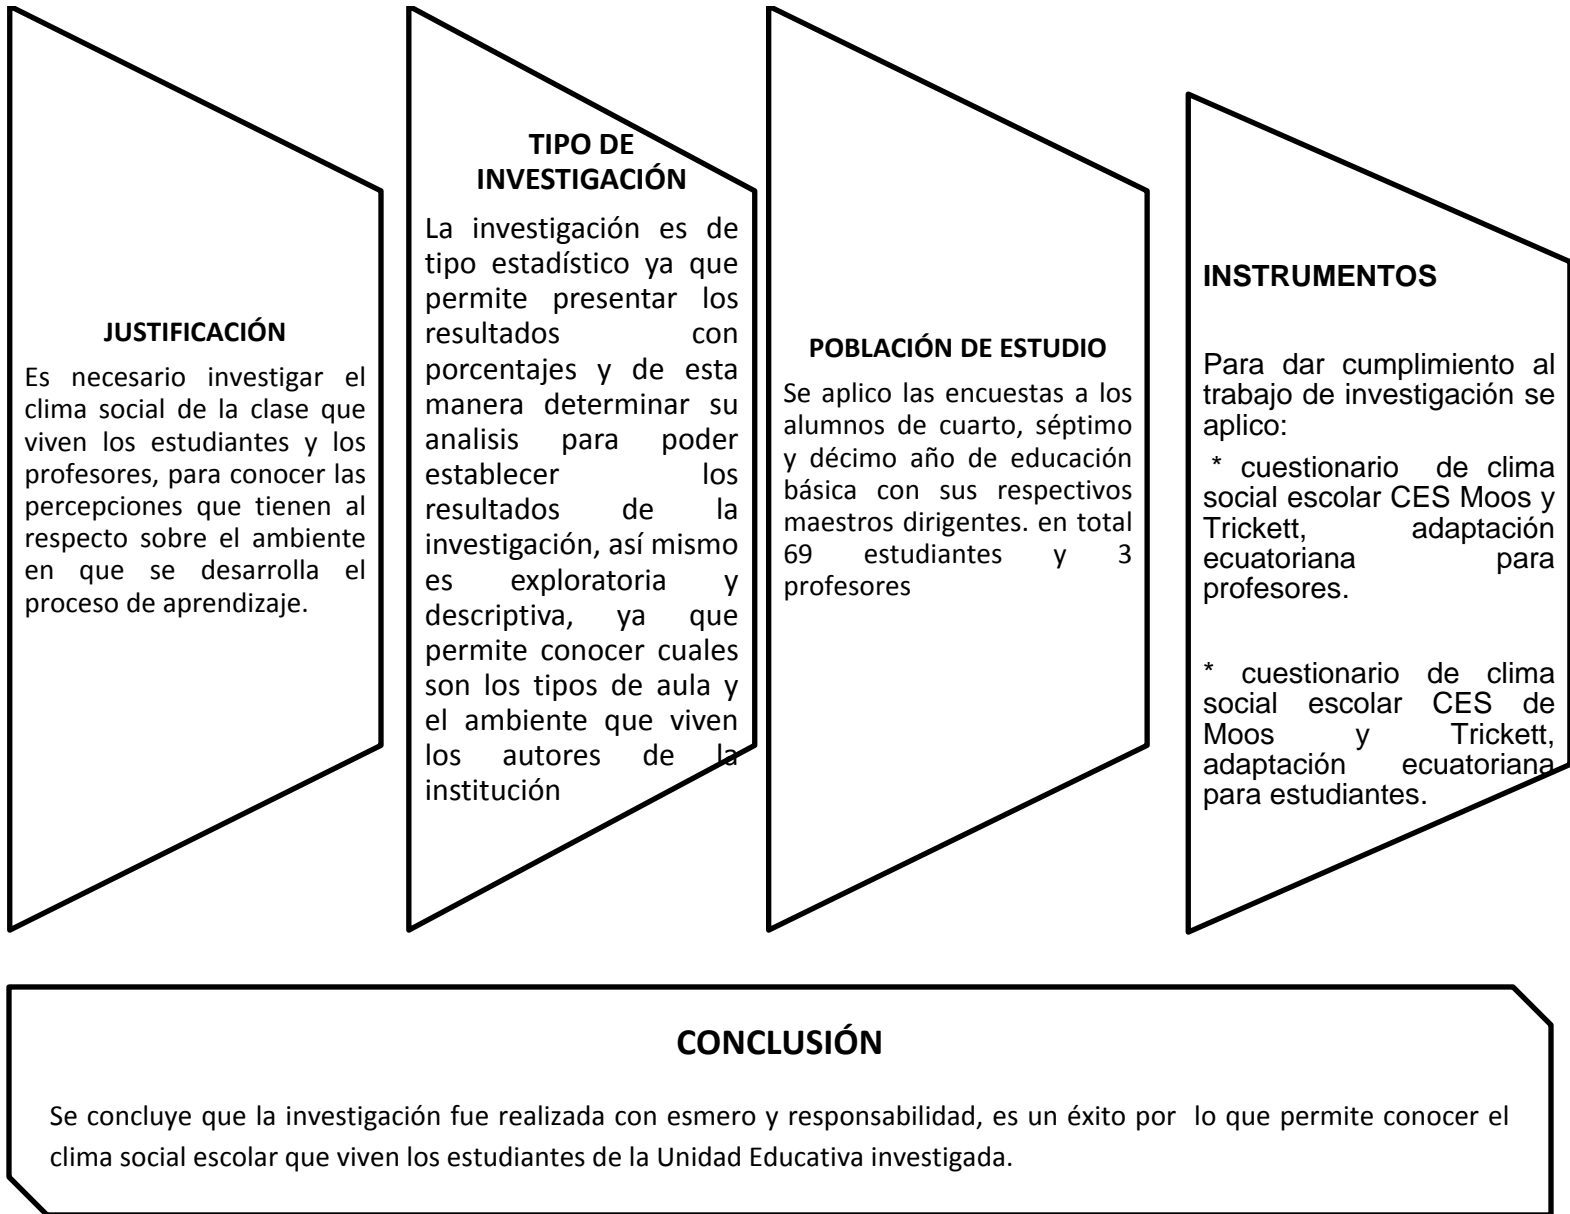 JUSTIFICACIÓN
Es necesario investigar el
clima social de la clase que
viven los estudiantes y los
profesores, para conocer las
percepciones que tienen al
respecto sobre el ambiente
en que se desarrolla el
proceso de aprendizaje.
TIPO DE
INVESTIGACIÓN
La investigación es de
tipo estadístico ya que
permite presentar los
resultados con
porcentajes y de esta
manera determinar su
analisis para poder
establecer los
resultados de la
investigación, así mismo
es exploratoria y
descriptiva, ya que
permite conocer cuales
son los tipos de aula y
el ambiente que viven
los autores de la
institución
POBLACIÓN DE ESTUDIO
Se aplico las encuestas a los
alumnos de cuarto, séptimo
y décimo año de educación
básica con sus respectivos
maestros dirigentes. en total
69 estudiantes y 3
profesores
INSTRUMENTOS
Para dar cumplimiento al
trabajo de investigación se
aplico:
* cuestionario de clima
social escolar CES Moos y
Trickett, adaptación
ecuatoriana para
profesores.
* cuestionario de clima
social escolar CES de
Moos y Trickett,
adaptación ecuatoriana
para estudiantes.
CONCLUSIÓN
Se concluye que la investigación fue realizada con esmero y responsabilidad, es un éxito por lo que permite conocer el
clima social escolar que viven los estudiantes de la Unidad Educativa investigada.